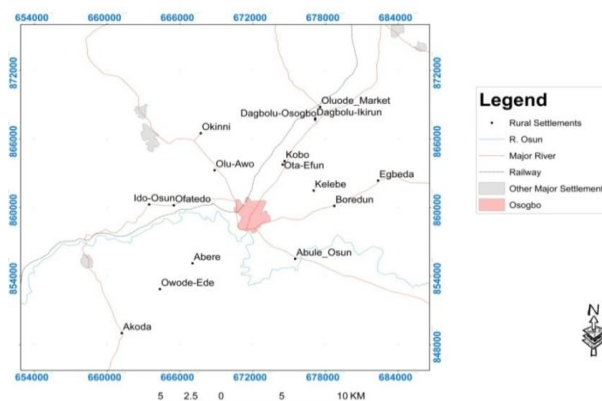 654000 660000 666000 672000 678000 684000
872000
872000
Oluode_Market
Dagbolu-Osogbo Dagbolu-Ikirun
Okinni
866000
866000
Kobo
Olu-Awo
Ota-Efun
Egbeda
Kelebe
Ido-Osun Ofatedo
Boredun
860000
860000
Abule_Osun
Abere
854000
854000
Owode-Ede
Akoda
848000
848000
654000 660000 666000 672000 678000 684000
5 2.5 0 5 10 KM
Legend
Rural Settlements
R. Osun
Major River
Railway
Other Major Settlement
Osogbo
N